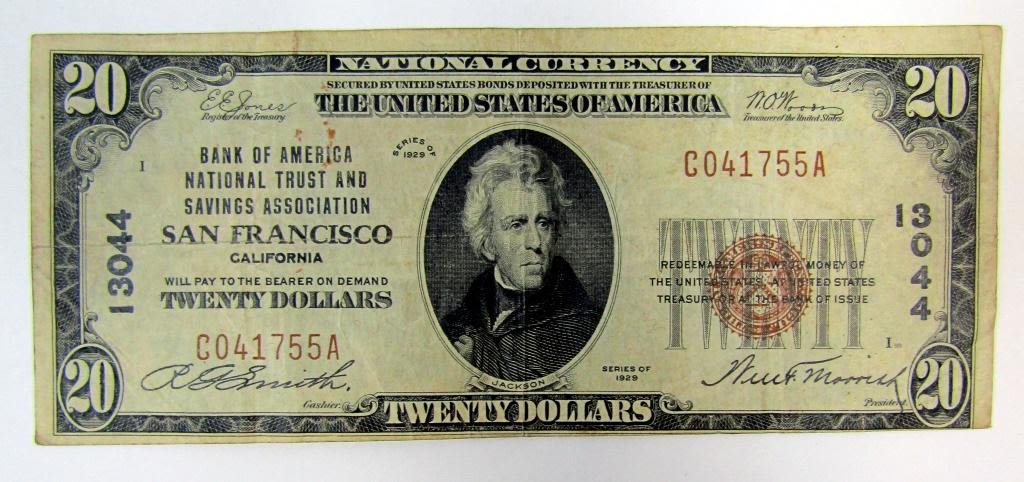 NATIONAL CURRENCY
SECURED BY UNITED STATES BONDS DEPOSITED WITH THE TREASURER OF
THE UNITED STATES OF AMERICA
20
20
E.E. Jones
Register of the Treasury
W.O. Woods
Treasurer of the United States.
SERIES OF
1929
I
BANK OF AMERICA
NATIONAL TRUST AND
SAVINGS ASSOCIATION
SAN FRANCISCO
CALIFORNIA
WILL PAY TO THE BEARER ON DEMAND
TWENTY DOLLARS
13044
C041755A
C041755A
13044
TWENTY
REDEEMABLE IN LAWFUL MONEY OF
THE UNITED STATES, AT UNITED STATES
TREASURY OR AT THE BANK OF ISSUE
I
JACKSON
SERIES OF
1929
Cashier.
President.
20
TWENTY DOLLARS
20